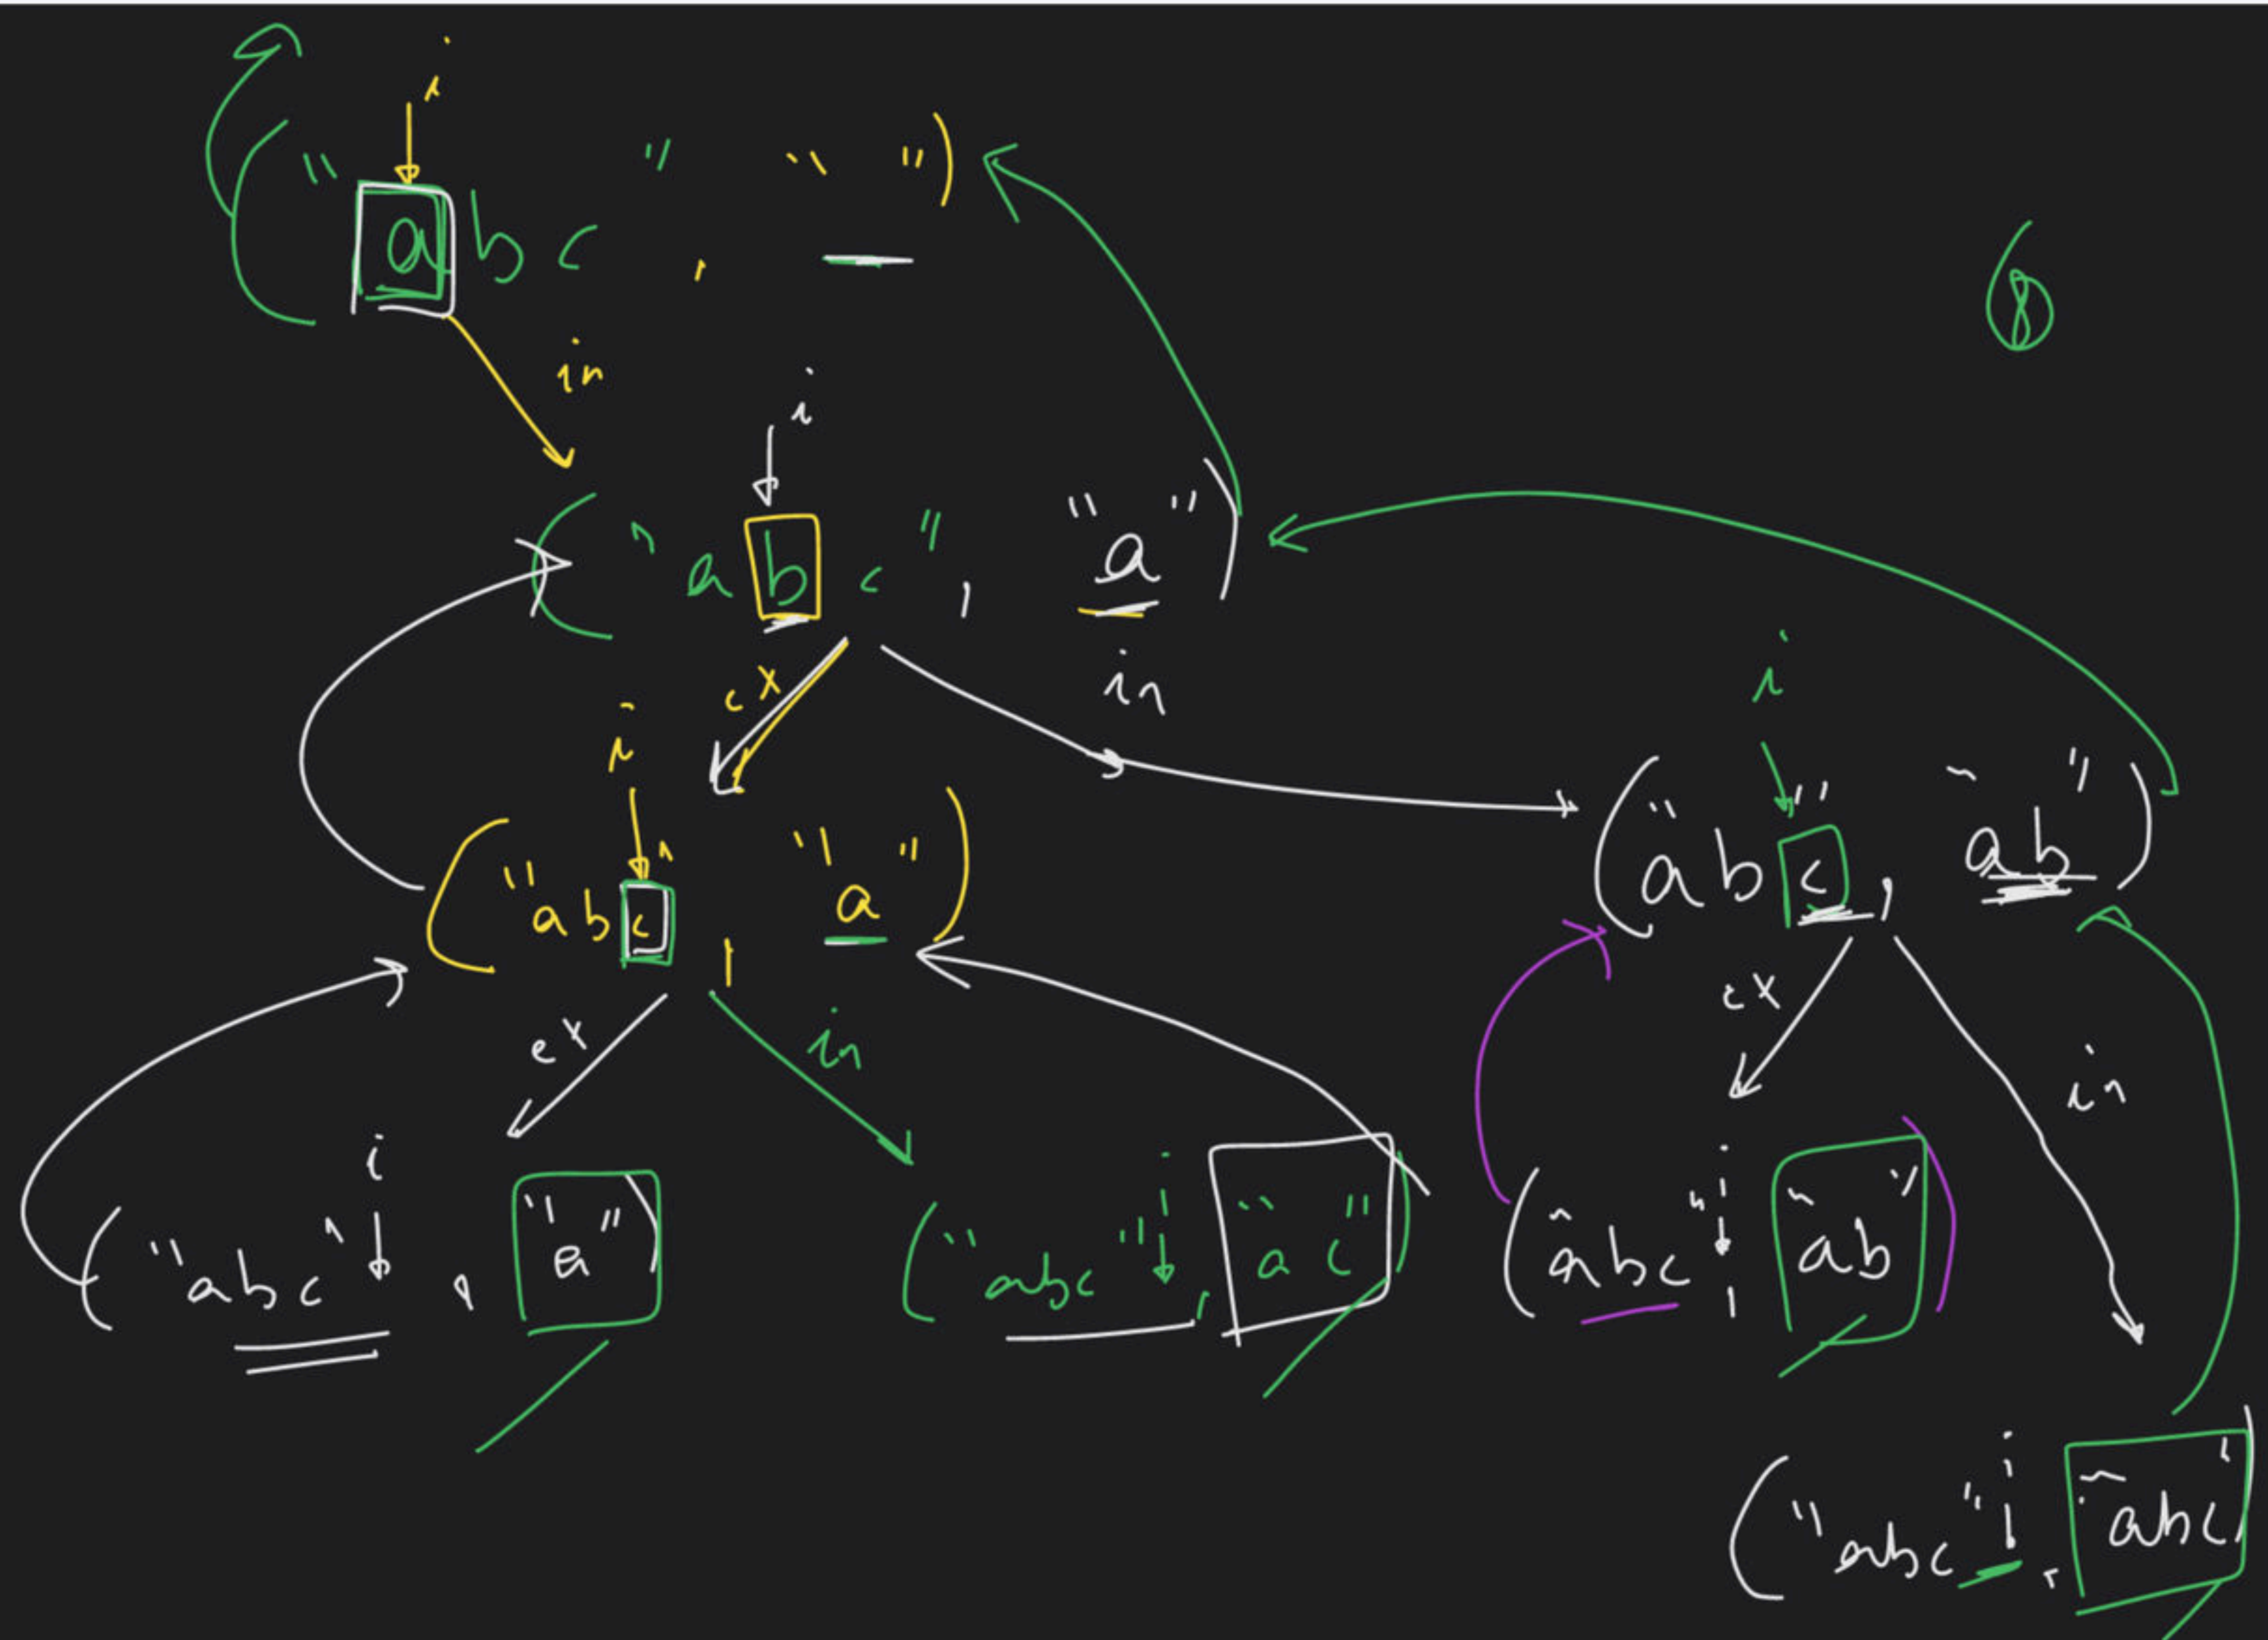 i
("abc", "")
8
in
i
("abc", "a")
ex
in
i
i
("abc", "a")
("abc", "ab")
ex
in
ex
in
i
i
i
("abc", "a")
("abc", "ac")
("abc", "ab")
i
("abc", "abc")